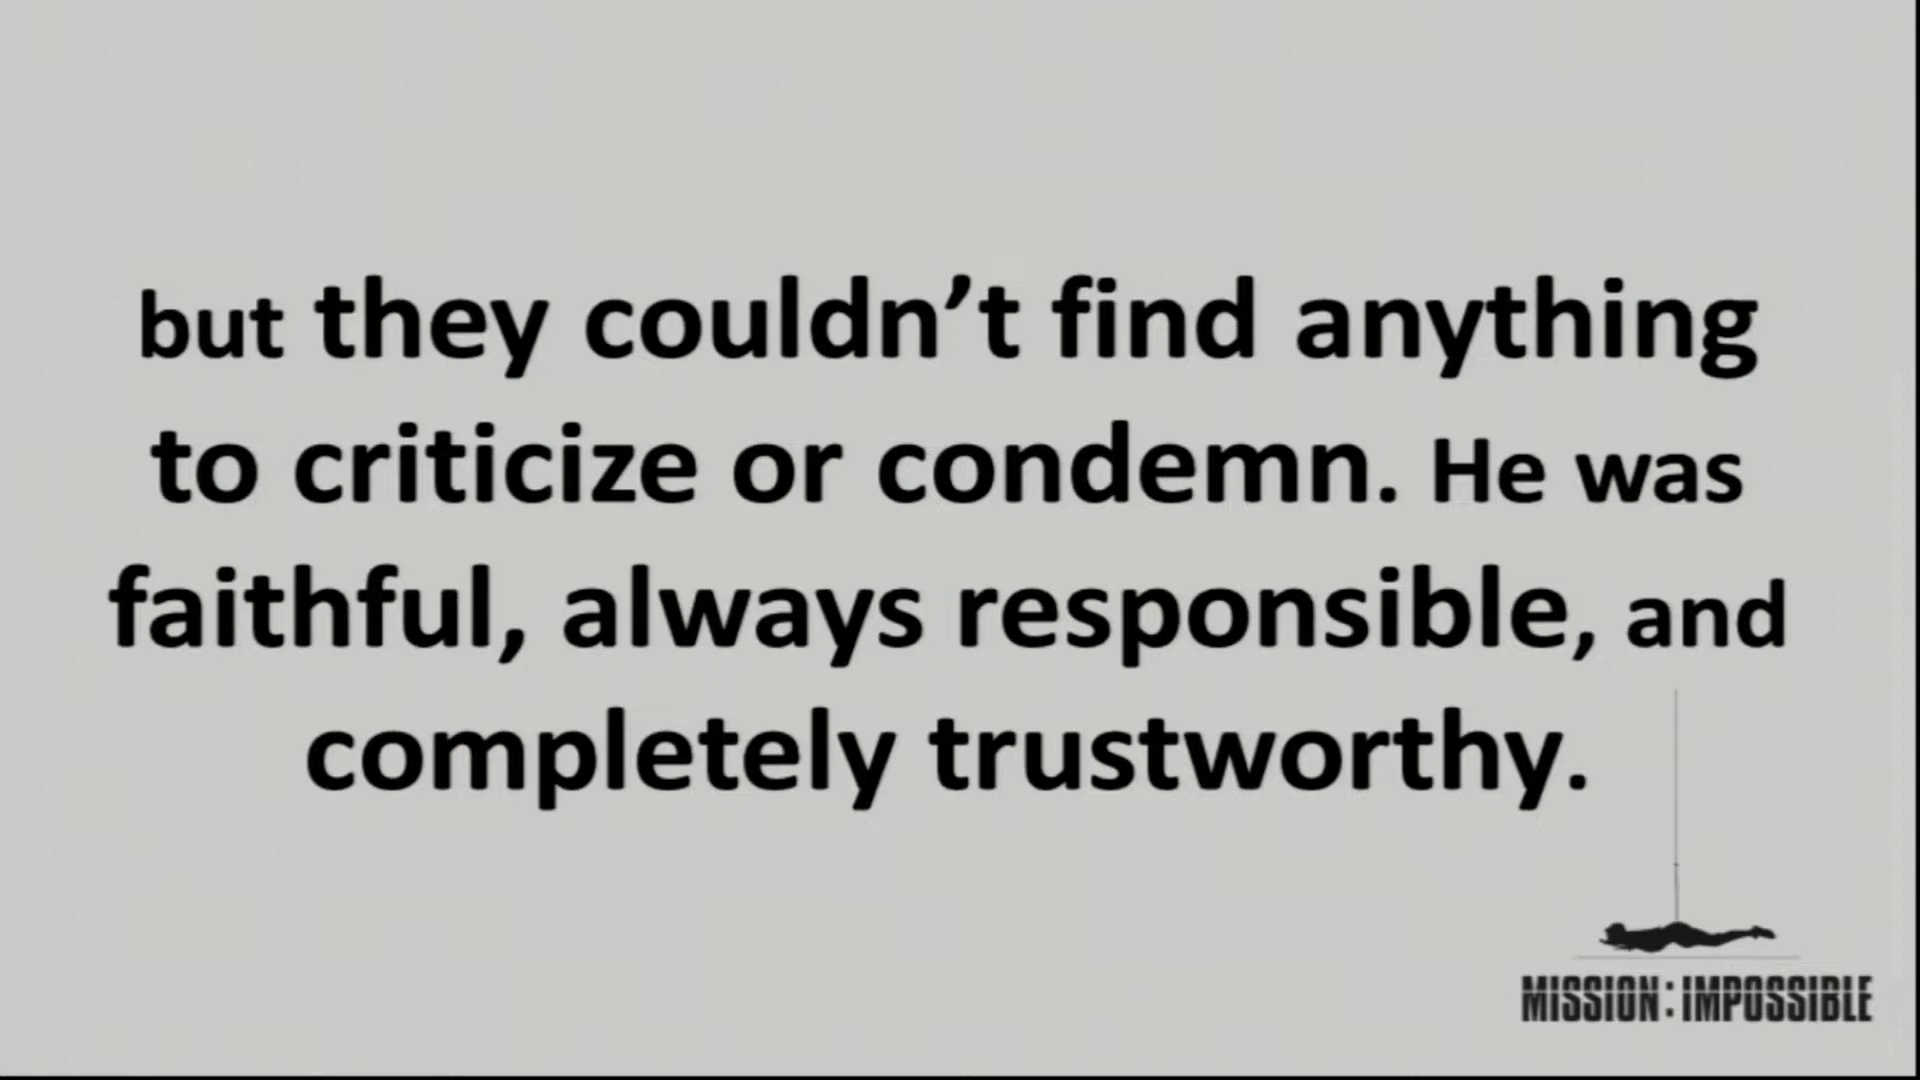 but they couldn’t find anything
to criticize or condemn. He was
faithful, always responsible, and
completely trustworthy.
MISSION:IMPOSSIBLE